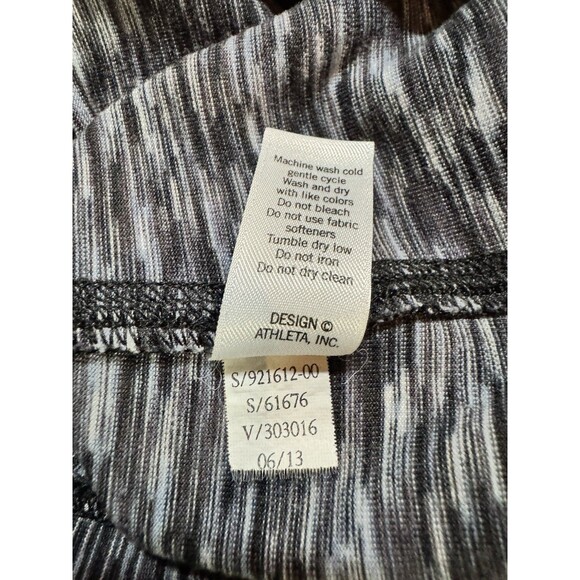 Machine wash cold
gentle cycle
Wash and dry
with like colors
Do not bleach
Do not use fabric
softeners
Tumble dry low
Do not iron
Do not dry clean
DESIGN ©
ATHLETA, INC.
S/921612-00
S/61676
V/303016
06/13